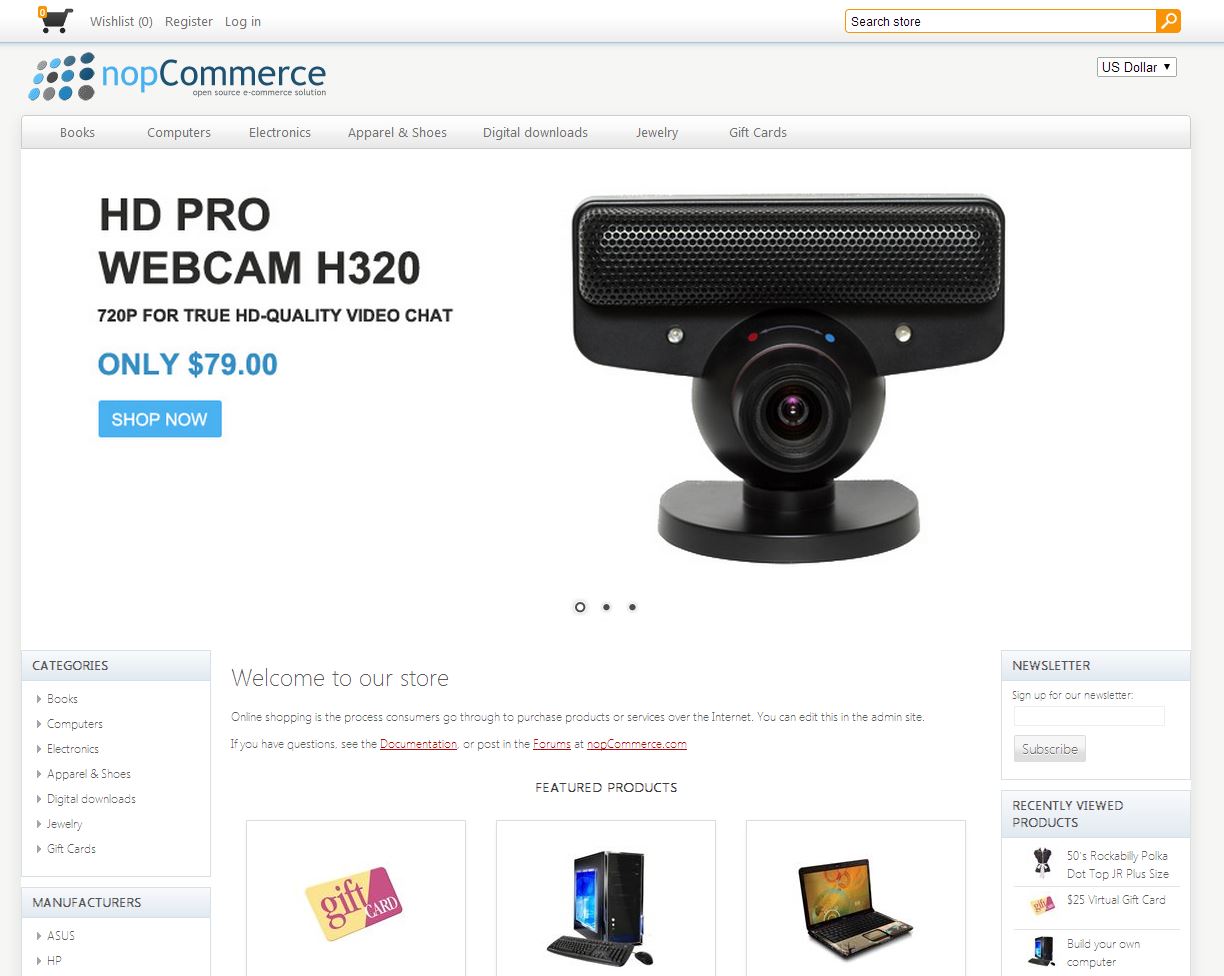 0
Wishlist (0) Register Log in
Search store
nopCommerce
open source e-commerce solution
US Dollar
Books Computers Electronics Apparel & Shoes Digital downloads Jewelry Gift Cards
HD PRO
WEBCAM H320
720P FOR TRUE HD-QUALITY VIDEO CHAT
ONLY $79.00
SHOP NOW
CATEGORIES
Books
Computers
Electronics
Apparel & Shoes
Digital downloads
Jewelry
Gift Cards
MANUFACTURERS
ASUS
HP
Welcome to our store
Online shopping is the process consumers go through to purchase products or services over the Internet. You can edit this in the admin site.
If you have questions, see the Documentation, or post in the Forums at nopCommerce.com
FEATURED PRODUCTS
gift
CARD
NEWSLETTER
Sign up for our newsletter:
Subscribe
RECENTLY VIEWED
PRODUCTS
50's Rockabilly Polka
Dot Top JR Plus Size
gift
$25 Virtual Gift Card
Build your own
computer